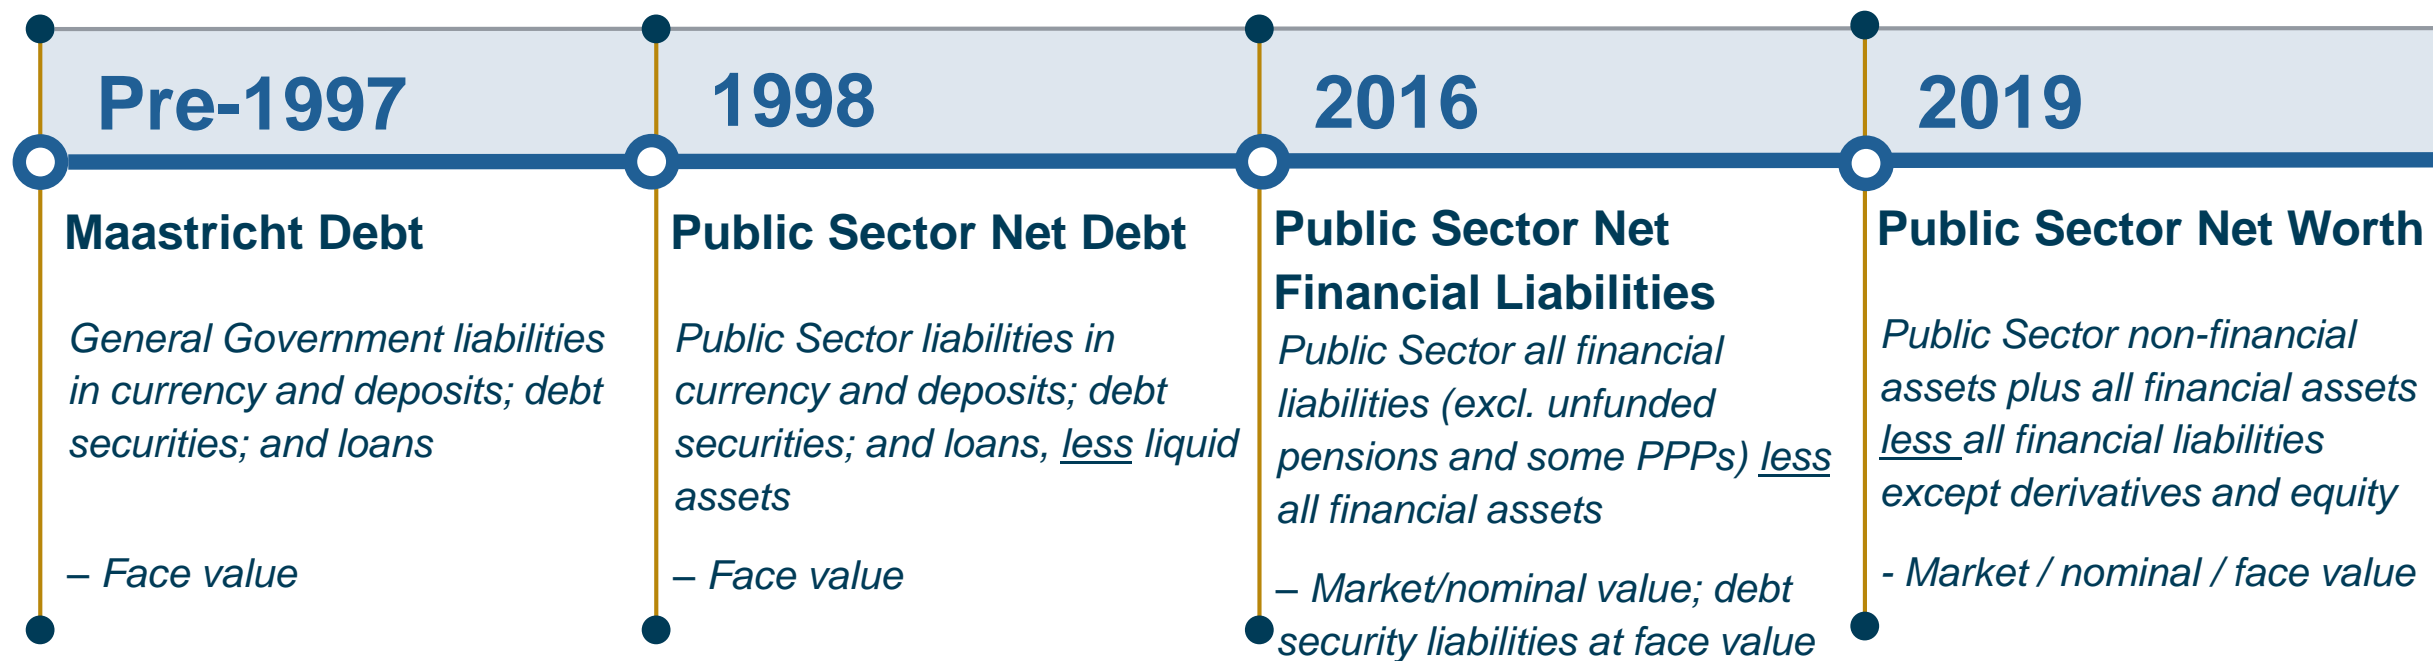 Pre-1997
Maastricht Debt
General Government liabilities
in currency and deposits; debt
securities; and loans
– Face value
1998
Public Sector Net Debt
Public Sector liabilities in
currency and deposits; debt
securities; and loans, less liquid
assets
– Face value
2016
Public Sector Net
Financial Liabilities
Public Sector all financial
liabilities (excl. unfunded
pensions and some PPPs) less
all financial assets
– Market/nominal value; debt
security liabilities at face value
2019
Public Sector Net Worth
Public Sector non-financial
assets plus all financial assets
less all financial liabilities
except derivatives and equity
- Market / nominal / face value